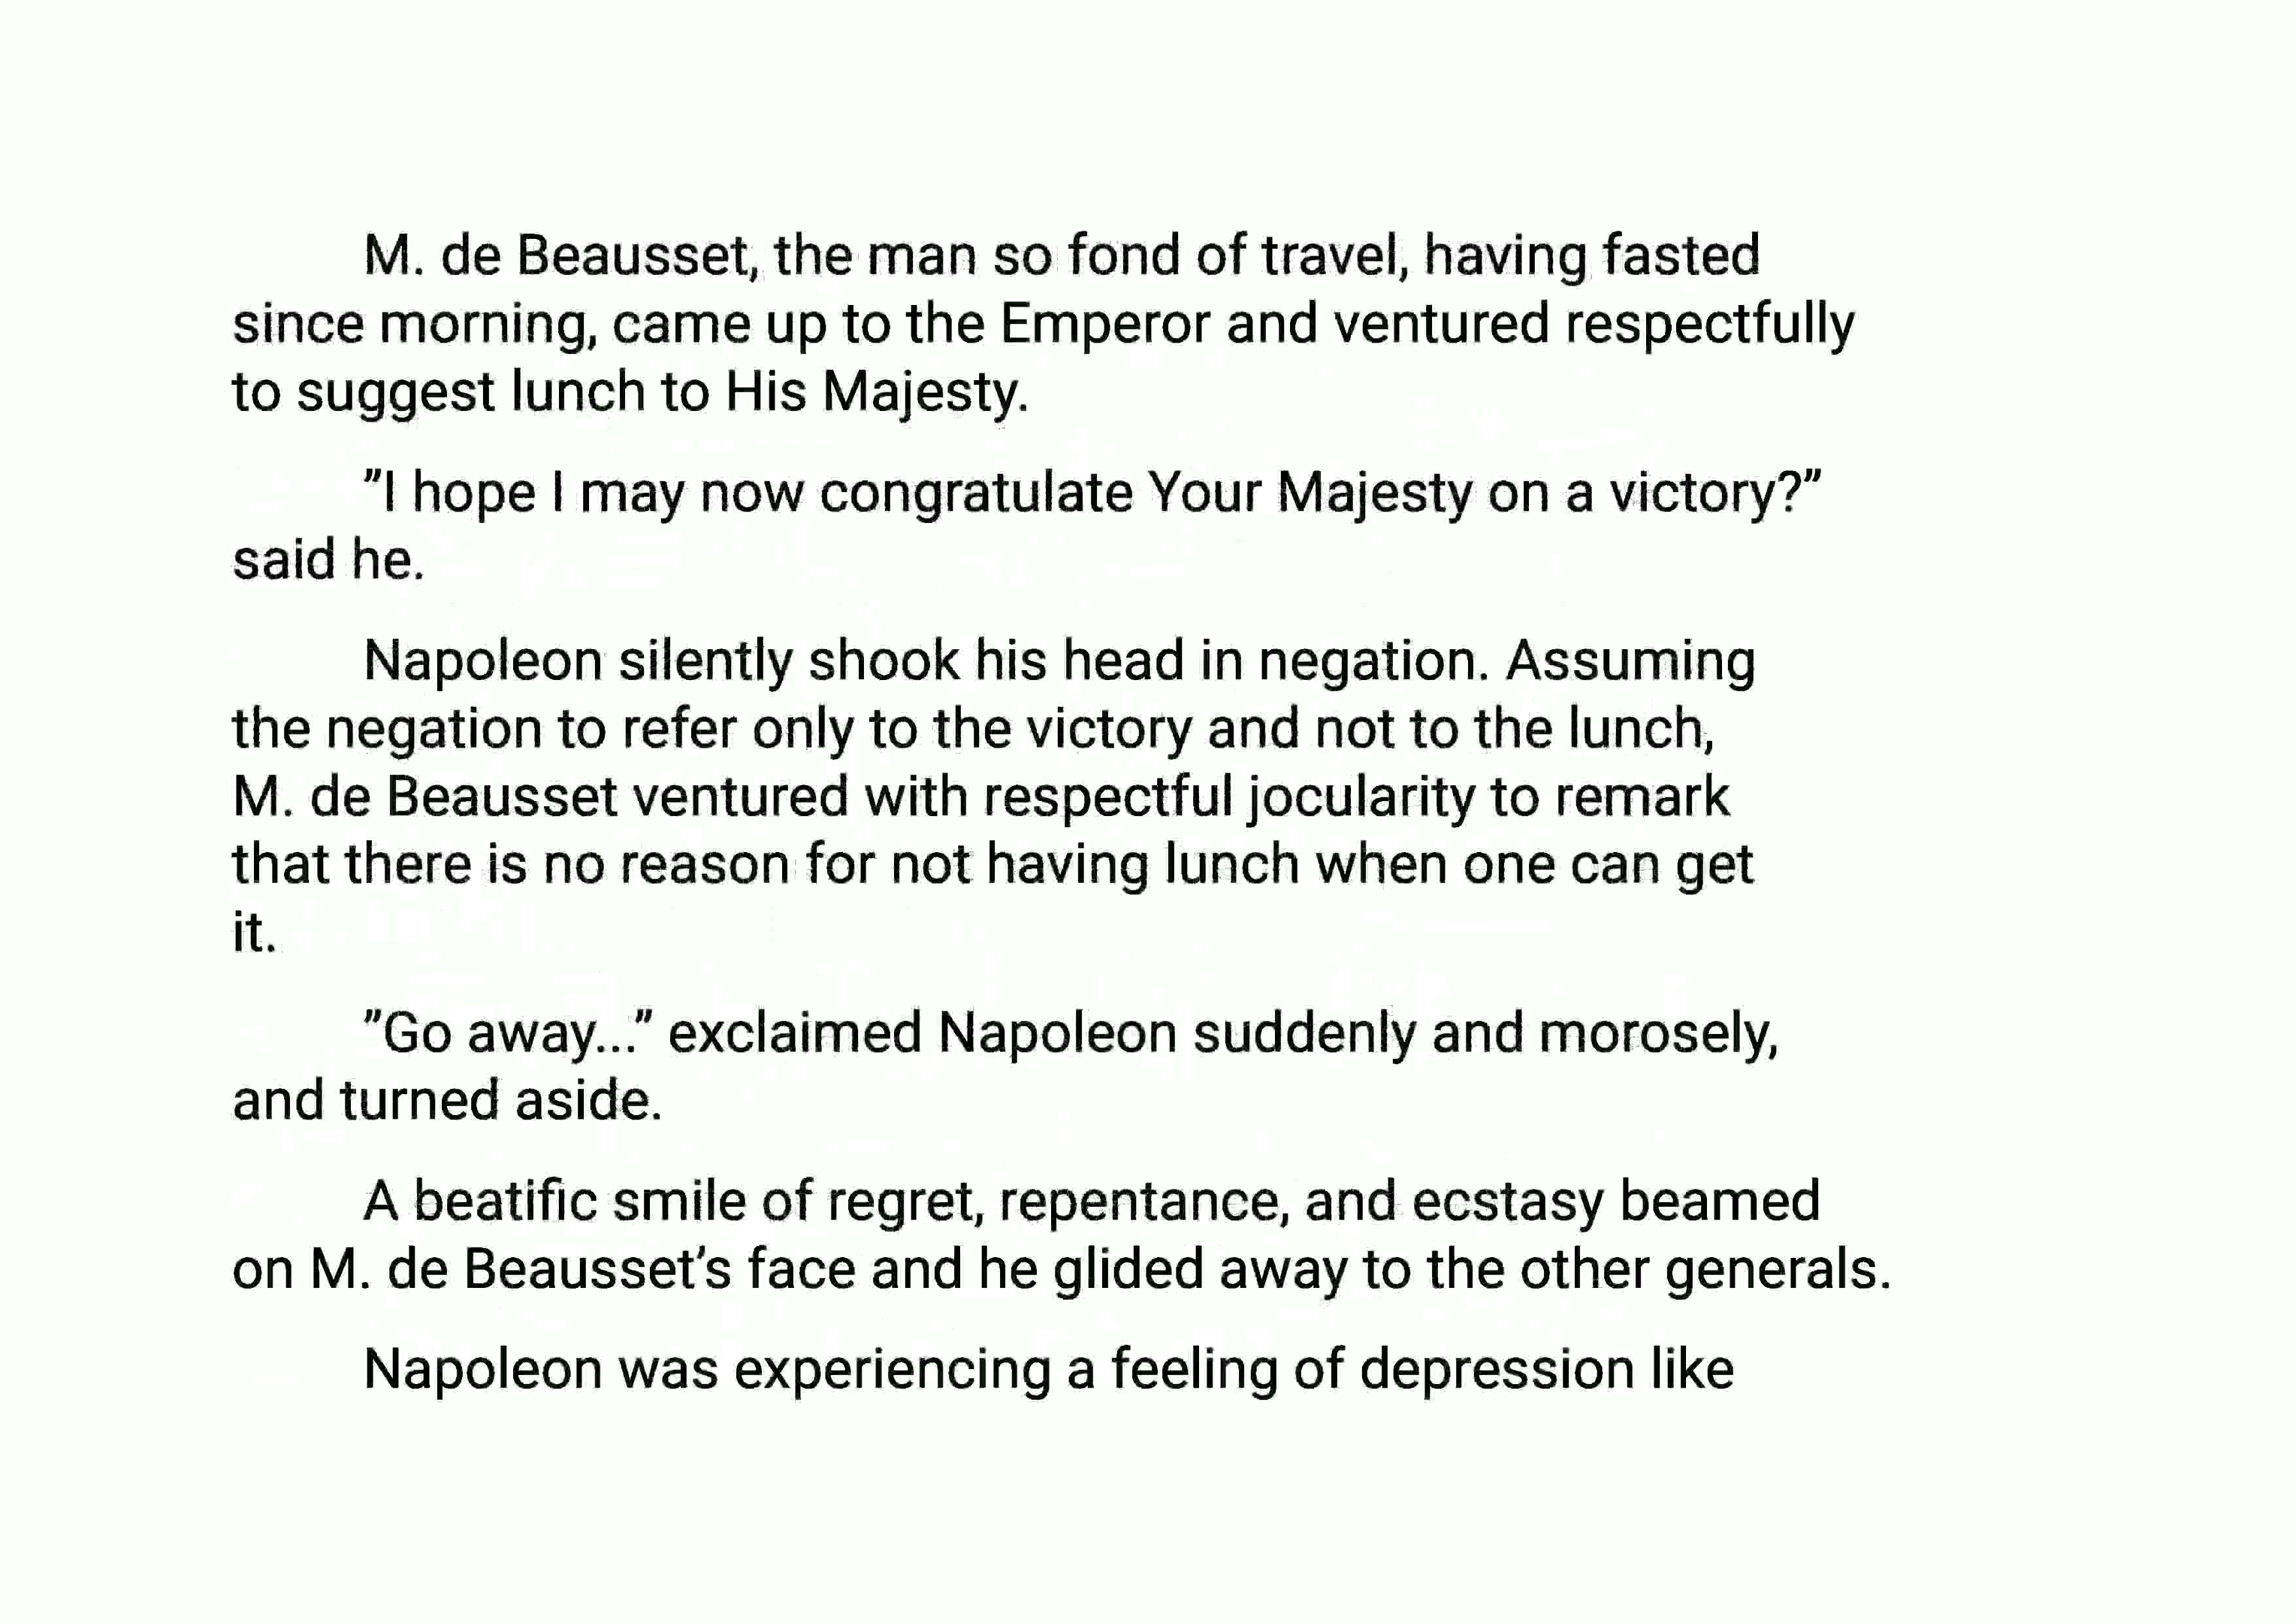 M. de Beausset, the man so fond of travel, having fasted
since morning, came up to the Emperor and ventured respectfully
to suggest lunch to His Majesty.
”I hope I may now congratulate Your Majesty on a victory?”
said he.
Napoleon silently shook his head in negation. Assuming
the negation to refer only to the victory and not to the lunch,
M. de Beausset ventured with respectful jocularity to remark
that there is no reason for not having lunch when one can get
it.
”Go away...” exclaimed Napoleon suddenly and morosely,
and turned aside.
A beatific smile of regret, repentance, and ecstasy beamed
on M. de Beausset’s face and he glided away to the other generals.
Napoleon was experiencing a feeling of depression like